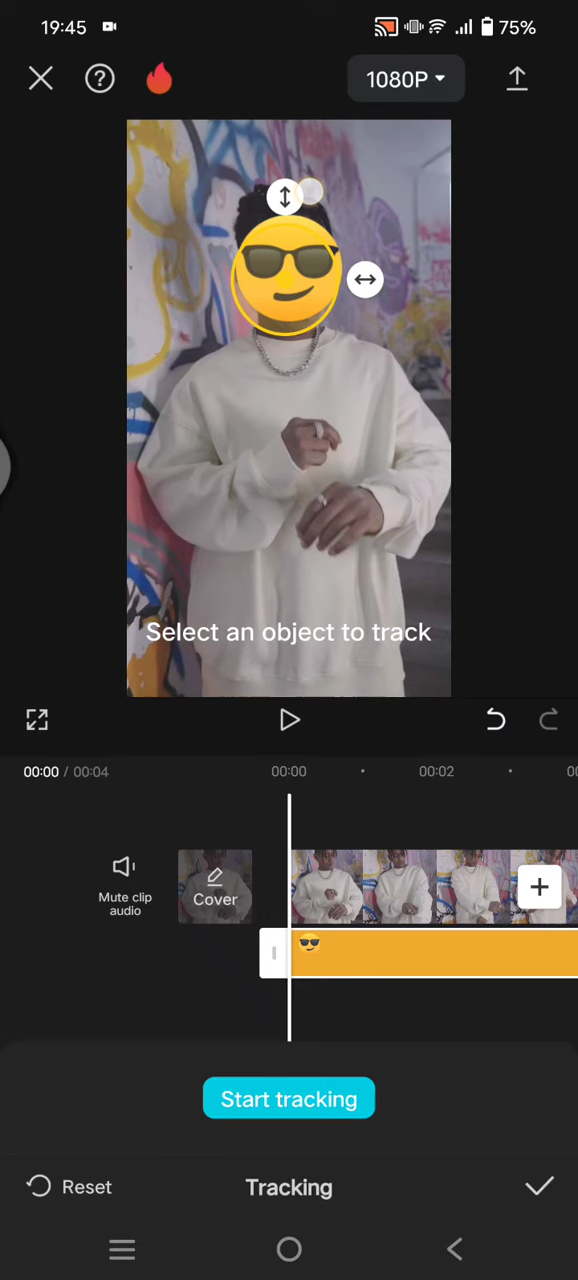 19:45
75%
1080P
Select an object to track
00:00 / 00:04
00:00
00:02
00
Mute clip
audio
Cover
Start tracking
Reset
Tracking